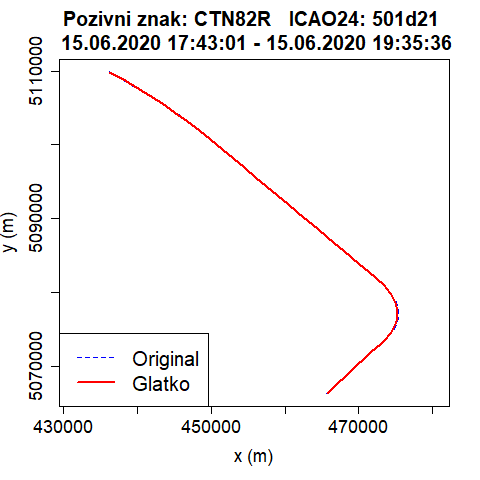 Pozivni znak: CTN82R   ICAO24: 501d21
15.06.2020 17:43:01 - 15.06.2020 19:35:36
5110000
5090000
5070000
y (m)
Original
Glatko
430000
450000
470000
x (m)